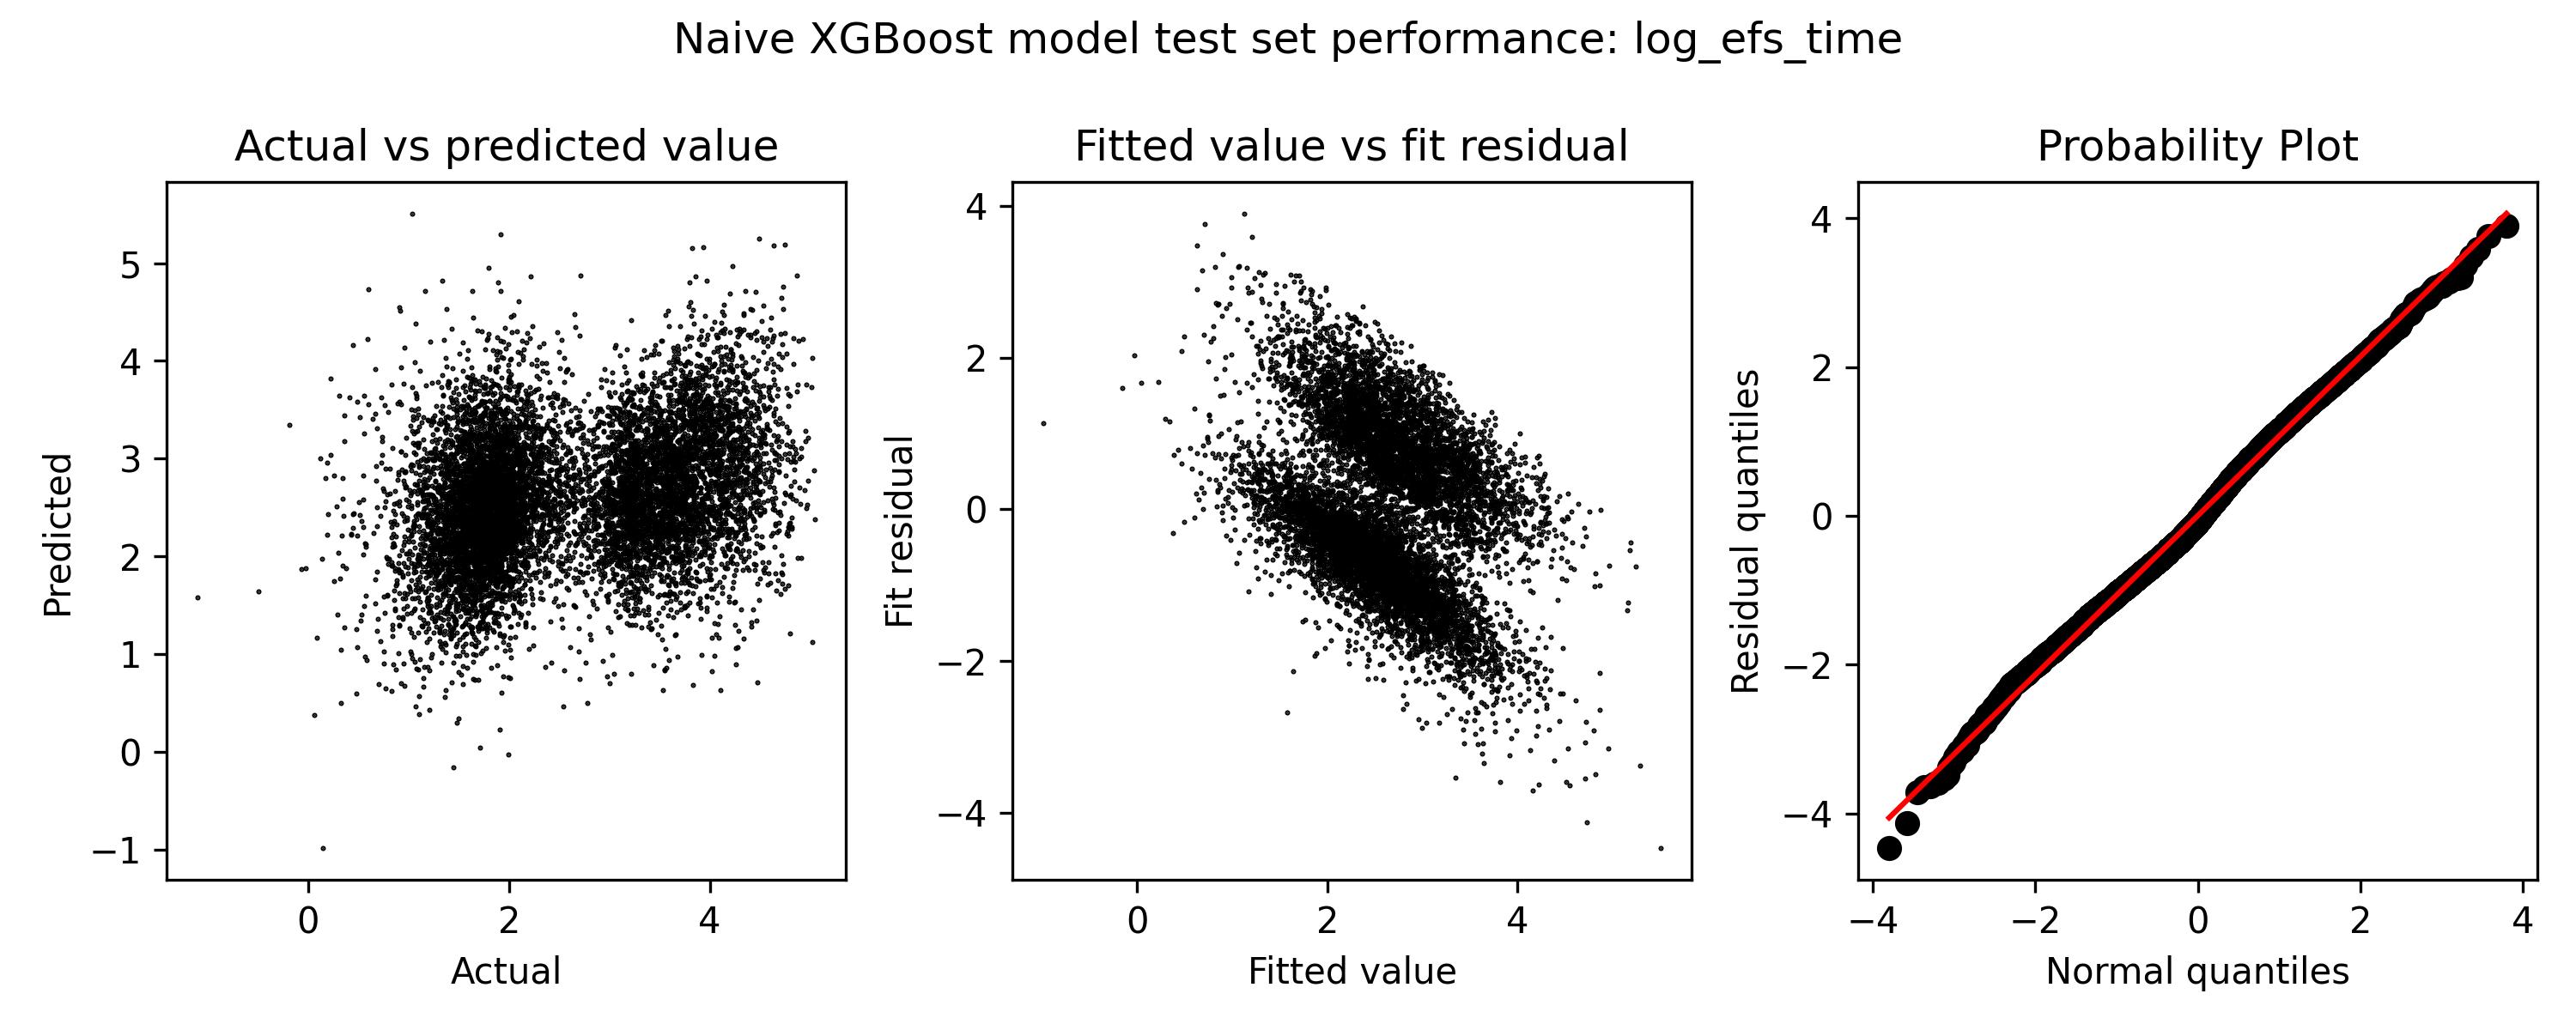 Naive XGBoost model test set performance: log_efs_time
Actual vs predicted value
Predicted
5
4
3
2
1
0
−1
0
2
4
Actual
Fitted value vs fit residual
Fit residual
4
2
0
−2
−4
0
2
4
Fitted value
Probability Plot
Residual quantiles
4
2
0
−2
−4
−4
−2
0
2
4
Normal quantiles